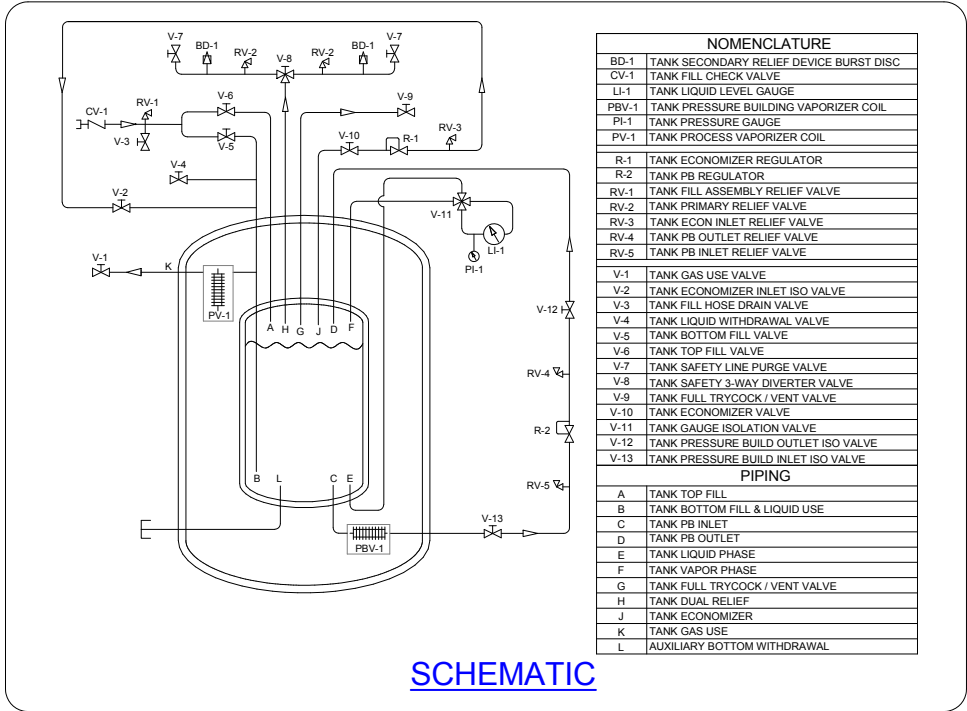 V-7
BD-1
RV-2
V-8
RV-2
BD-1
V-7
CV-1
RV-1
V-6
V-9
V-3
V-5
V-10
R-1
RV-3
V-4
V-2
V-11
LI-1
PI-1
V-1
K
PV-1
A H G J D F
V-12
RV-4
R-2
RV-5
B L C E
V-13
PBV-1
NOMENCLATURE
BD-1 TANK SECONDARY RELIEF DEVICE BURST DISC
CV-1 TANK FILL CHECK VALVE
LI-1 TANK LIQUID LEVEL GAUGE
PBV-1 TANK PRESSURE BUILDING VAPORIZER COIL
PI-1 TANK PRESSURE GAUGE
PV-1 TANK PROCESS VAPORIZER COIL
R-1 TANK ECONOMIZER REGULATOR
R-2 TANK PB REGULATOR
RV-1 TANK FILL ASSEMBLY RELIEF VALVE
RV-2 TANK PRIMARY RELIEF VALVE
RV-3 TANK ECON INLET RELIEF VALVE
RV-4 TANK PB OUTLET RELIEF VALVE
RV-5 TANK PB INLET RELIEF VALVE
V-1 TANK GAS USE VALVE
V-2 TANK ECONOMIZER INLET ISO VALVE
V-3 TANK FILL HOSE DRAIN VALVE
V-4 TANK LIQUID WITHDRAWAL VALVE
V-5 TANK BOTTOM FILL VALVE
V-6 TANK TOP FILL VALVE
V-7 TANK SAFETY LINE PURGE VALVE
V-8 TANK SAFETY 3-WAY DIVERTER VALVE
V-9 TANK FULL TRYCOCK / VENT VALVE
V-10 TANK ECONOMIZER VALVE
V-11 TANK GAUGE ISOLATION VALVE
V-12 TANK PRESSURE BUILD OUTLET ISO VALVE
V-13 TANK PRESSURE BUILD INLET ISO VALVE
PIPING
A TANK TOP FILL
B TANK BOTTOM FILL & LIQUID USE
C TANK PB INLET
D TANK PB OUTLET
E TANK LIQUID PHASE
F TANK VAPOR PHASE
G TANK FULL TRYCOCK / VENT VALVE
H TANK DUAL RELIEF
J TANK ECONOMIZER
K TANK GAS USE
L AUXILIARY BOTTOM WITHDRAWAL
SCHEMATIC